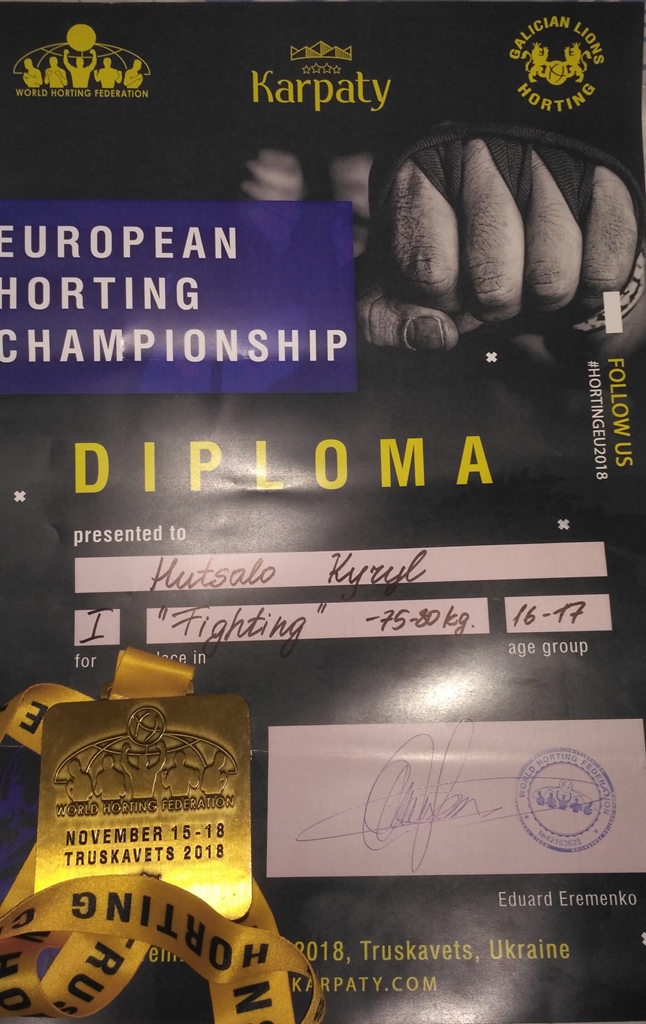 WORLD HORTING FEDERATION
Karpaty
GALICIAN LIONS
HORTING
EUROPEAN
HORTING
CHAMPIONSHIP
FOLLOW US
#HORTINGEU2018
DIPLOMA
presented to
Hutsalo Kyryl
I "Fighting" -75-80 kg. 16-17
for
in
age group
WORLD HORTING FEDERATION
NOVEMBER 15-18
TRUSKAVETS 2018
WORLD HORTING FEDERATION
№42163625
Eduard Eremenko
2018, Truskavets, Ukraine
KARPATY.COM
HORTING